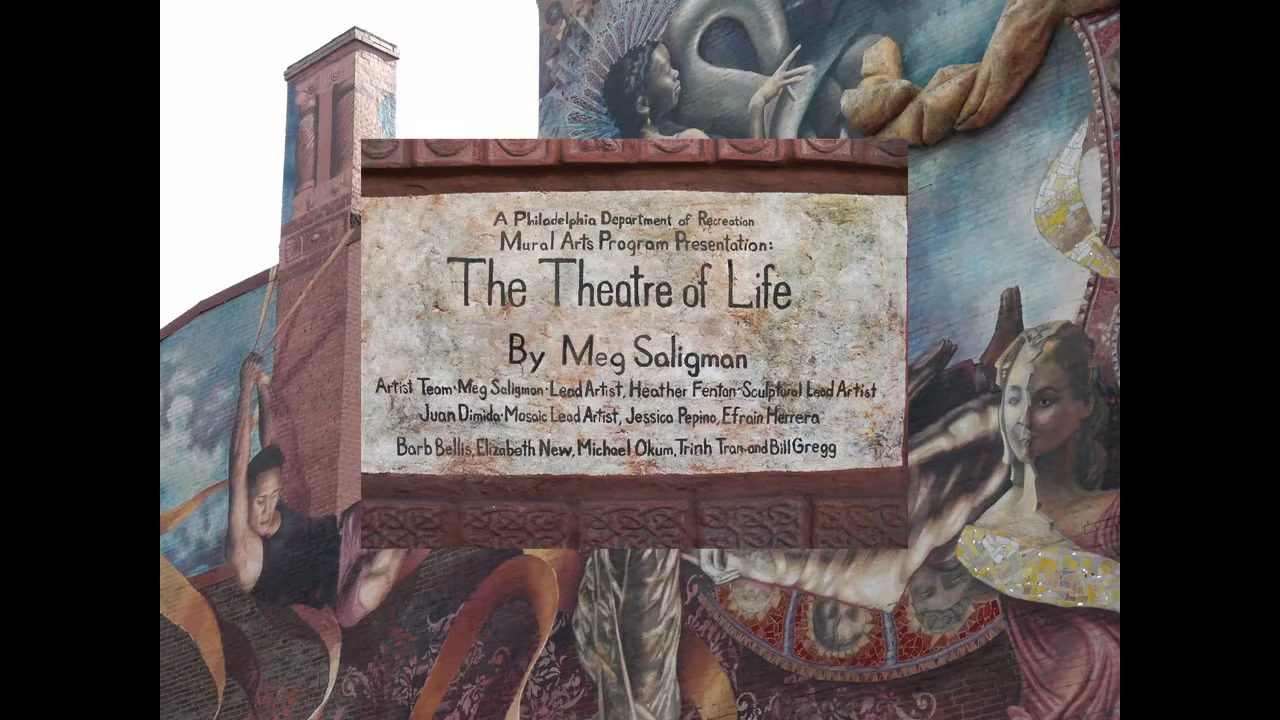 A Philadelphia Department of Recreation
Mural Arts Program Presentation:
The Theatre of Life
By Meg Saligman
Artist Team·Meg Saligman·Lead Artist, Heather Fenton-Sculptural Lead Artist
Juan Dimida·Mosaic Lead Artist, Jessica Pepino, Efrain Herrera
Barb Bellis, Elizabeth New, Michael Okum, Trinh Tran and Bill Gregg